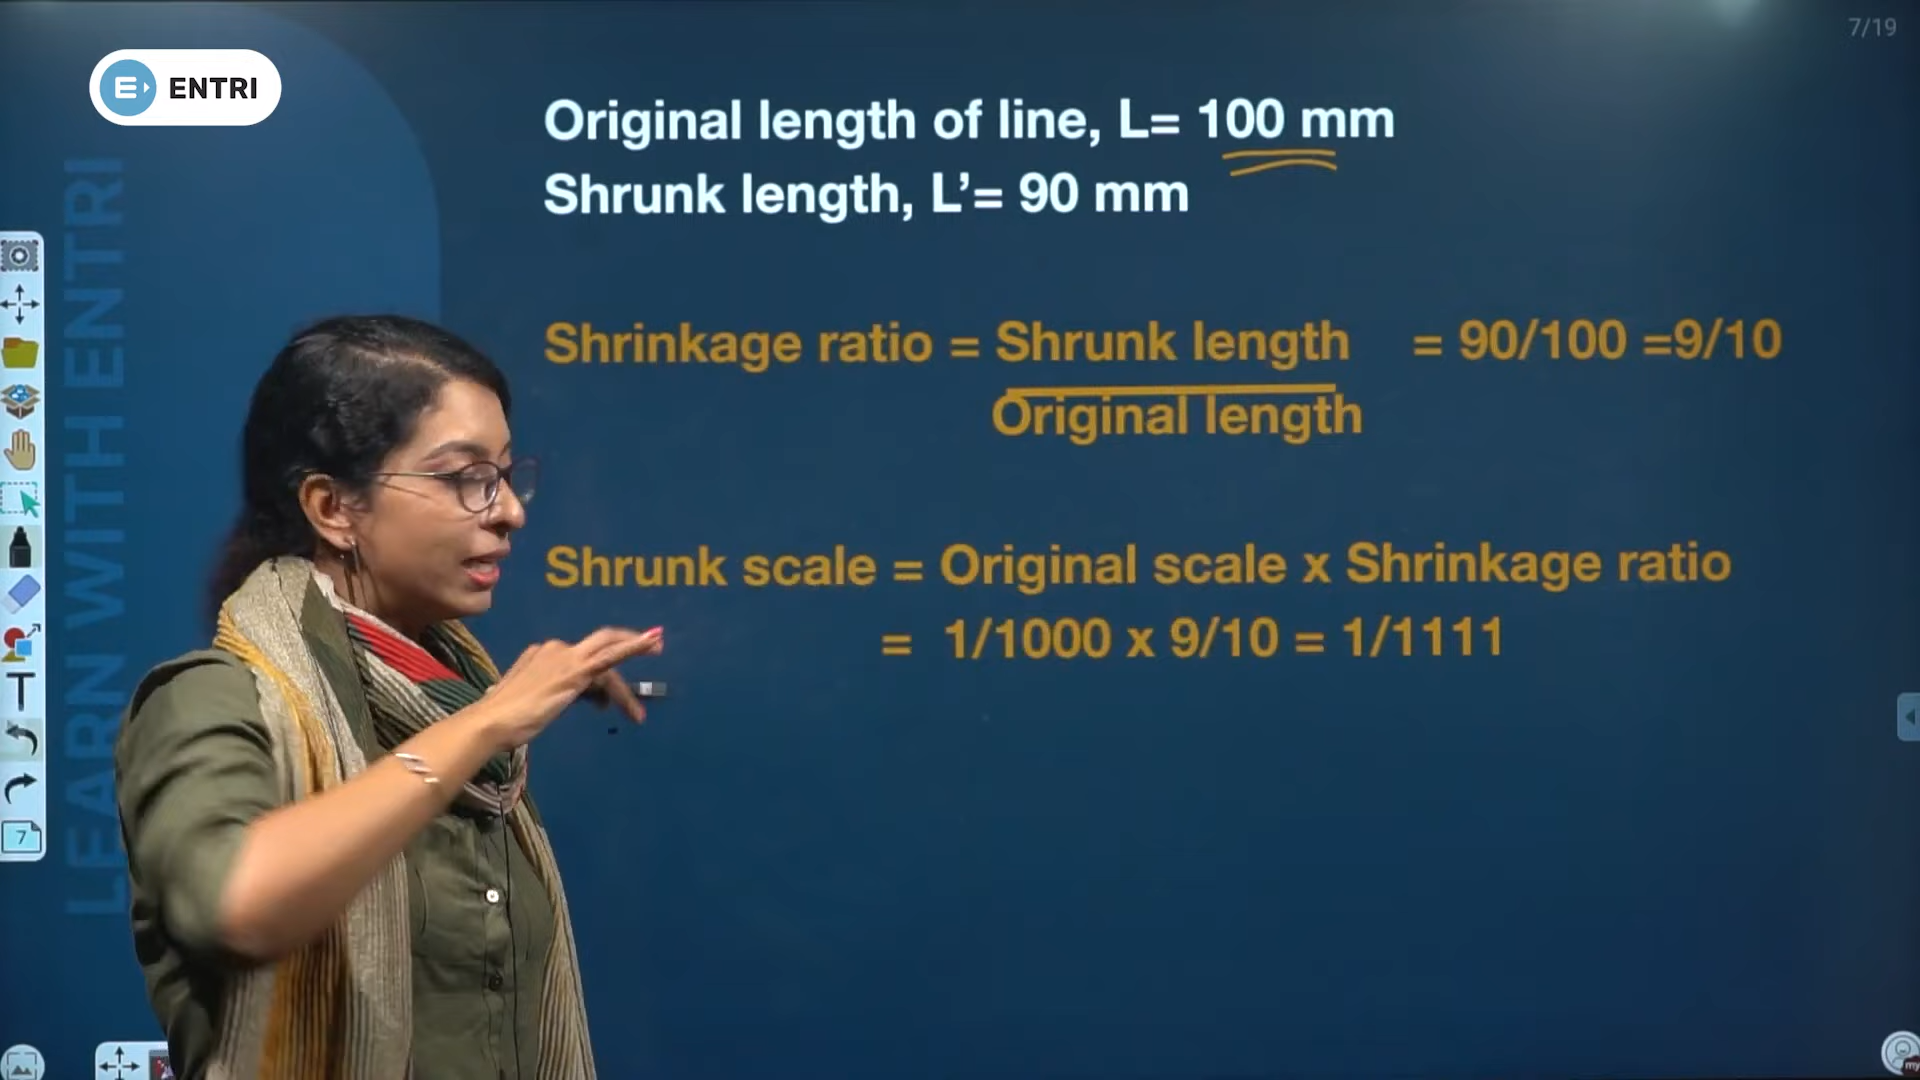 7/19
ENTRI
LEARN WITH ENTRI
Original length of line, L= 100 mm
Shrunk length, L’= 90 mm
Shrinkage ratio = Shrunk length = 90/100 =9/10
Original length
Shrunk scale = Original scale x Shrinkage ratio
= 1/1000 x 9/10 = 1/1111
T
7
my